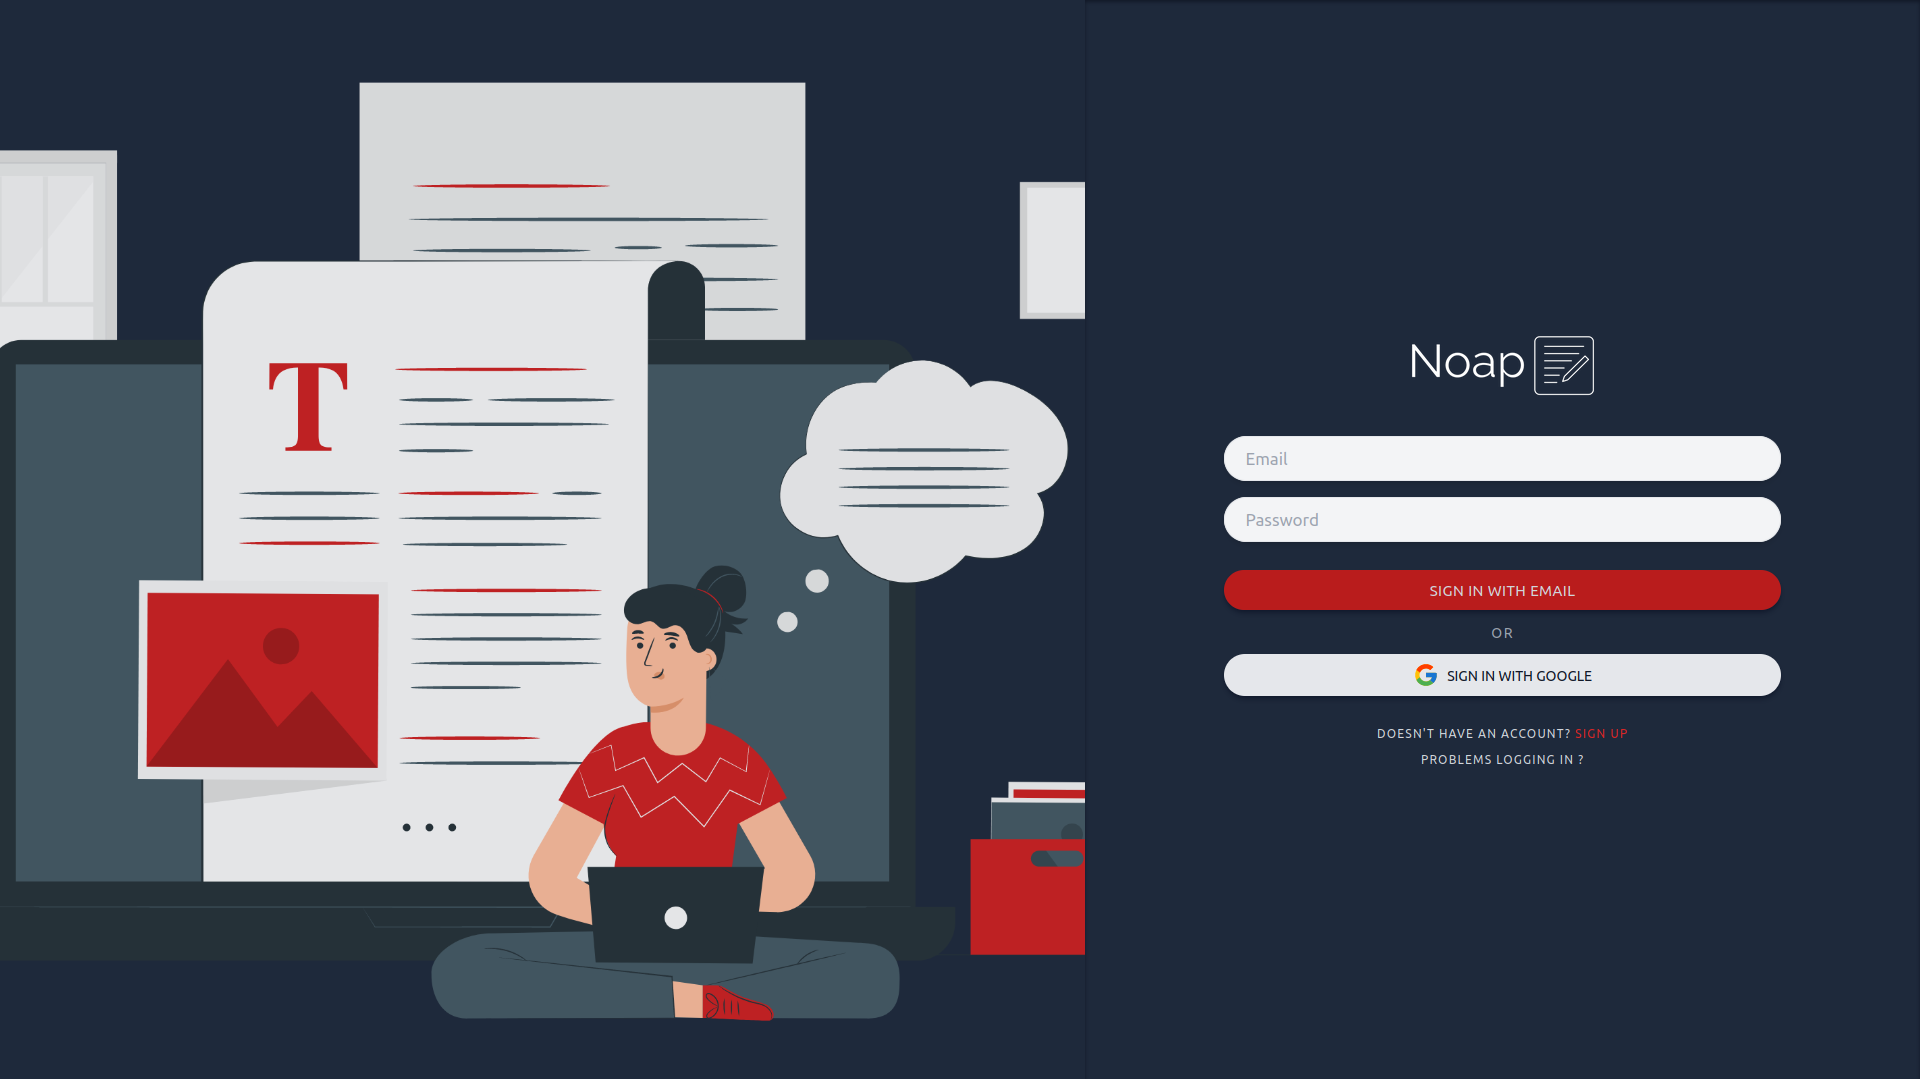 T
Noap
Email
Password
SIGN IN WITH EMAIL
OR
SIGN IN WITH GOOGLE
DOESN'T HAVE AN ACCOUNT? SIGN UP
PROBLEMS LOGGING IN ?